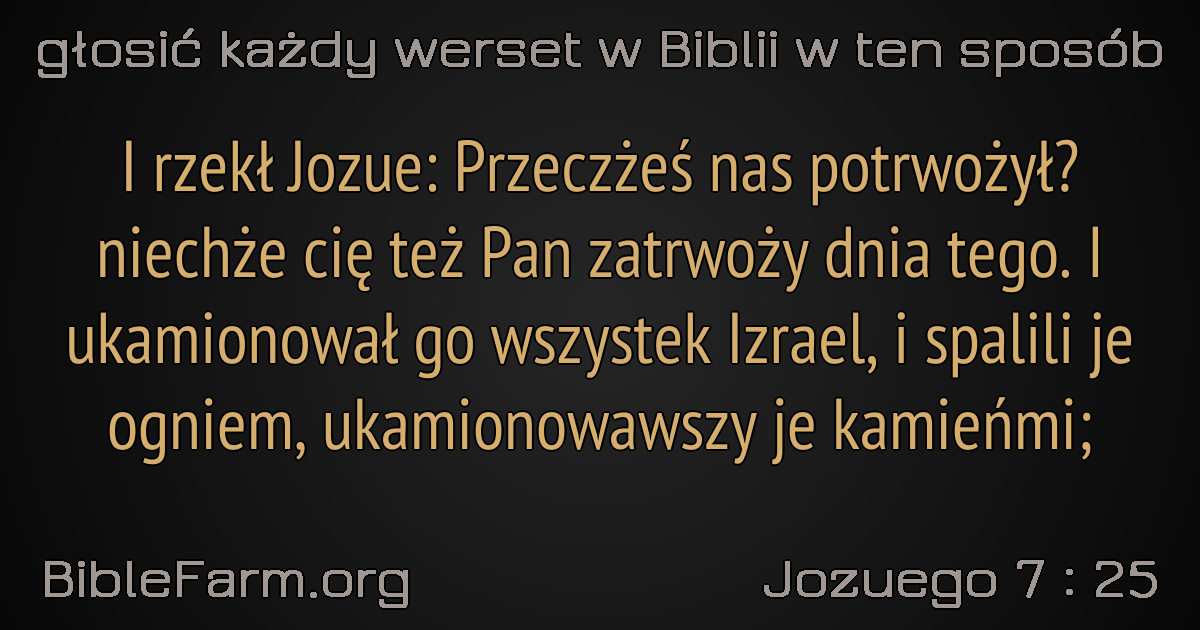 głosić każdy werset w Biblii w ten sposób
I rzekł Jozue: Przeczżeś nas potrwożył?
niechże cię też Pan zatrwoży dnia tego. I
ukamionował go wszystek Izrael, i spalili je
ogniem, ukamionowawszy je kamieńmi;
BibleFarm.org
Jozuego 7 : 25